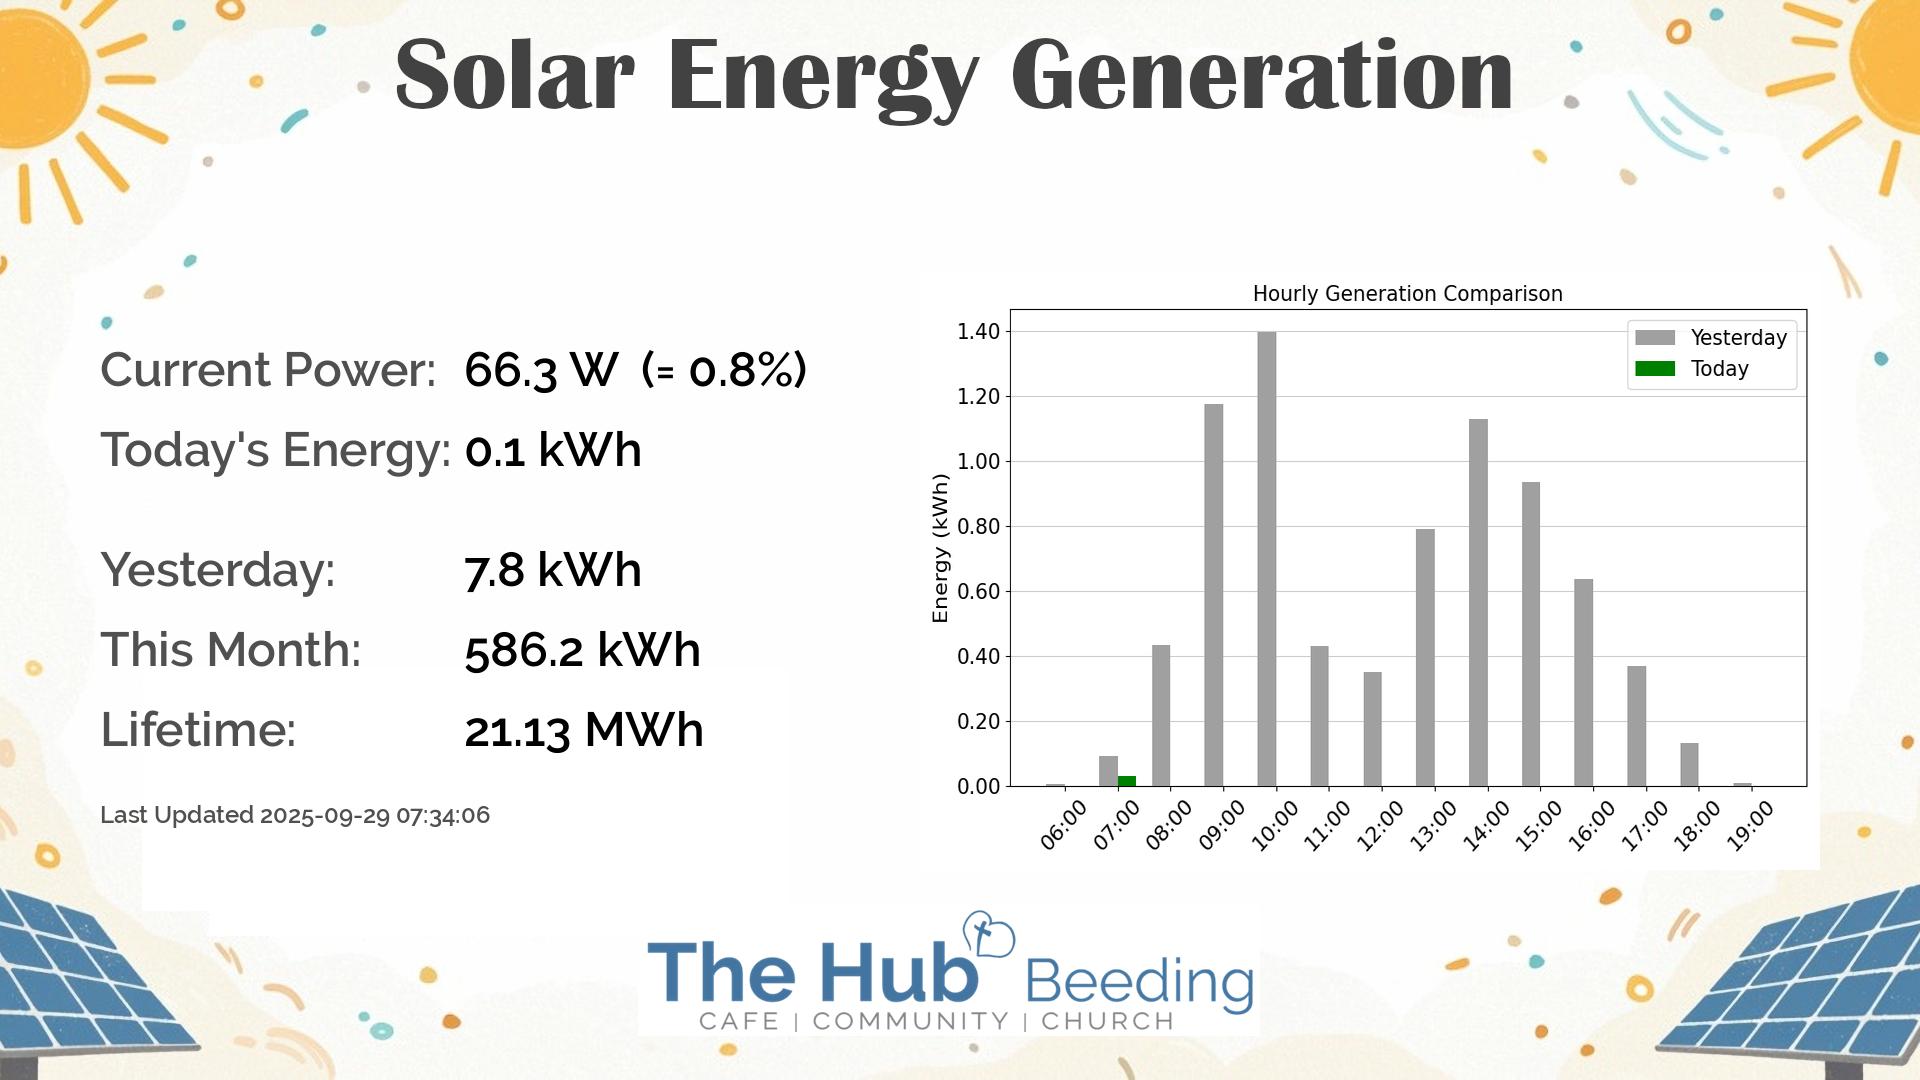 Solar Energy Generation
Current Power: 66.3 W (= 0.8%)
Today's Energy: 0.1 kWh
Yesterday: 7.8 kWh
This Month: 586.2 kWh
Lifetime: 21.13 MWh
Last Updated 2025-09-29 07:34:06
Hourly Generation Comparison
Yesterday
Today
Energy (kWh)
1.40
1.20
1.00
0.80
0.60
0.40
0.20
0.00
06:00 07:00 08:00 09:00 10:00 11:00 12:00 13:00 14:00 15:00 16:00 17:00 18:00 19:00
The Hub Beeding
CAFE | COMMUNITY | CHURCH